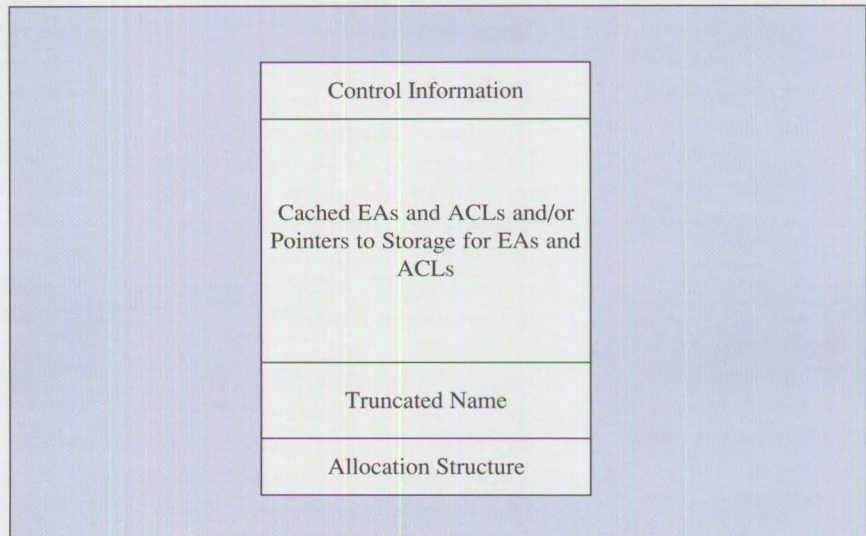 Control Information
Cached EAs and ACLs and/or
Pointers to Storage for EAs and
ACLs
Truncated Name
Allocation Structure